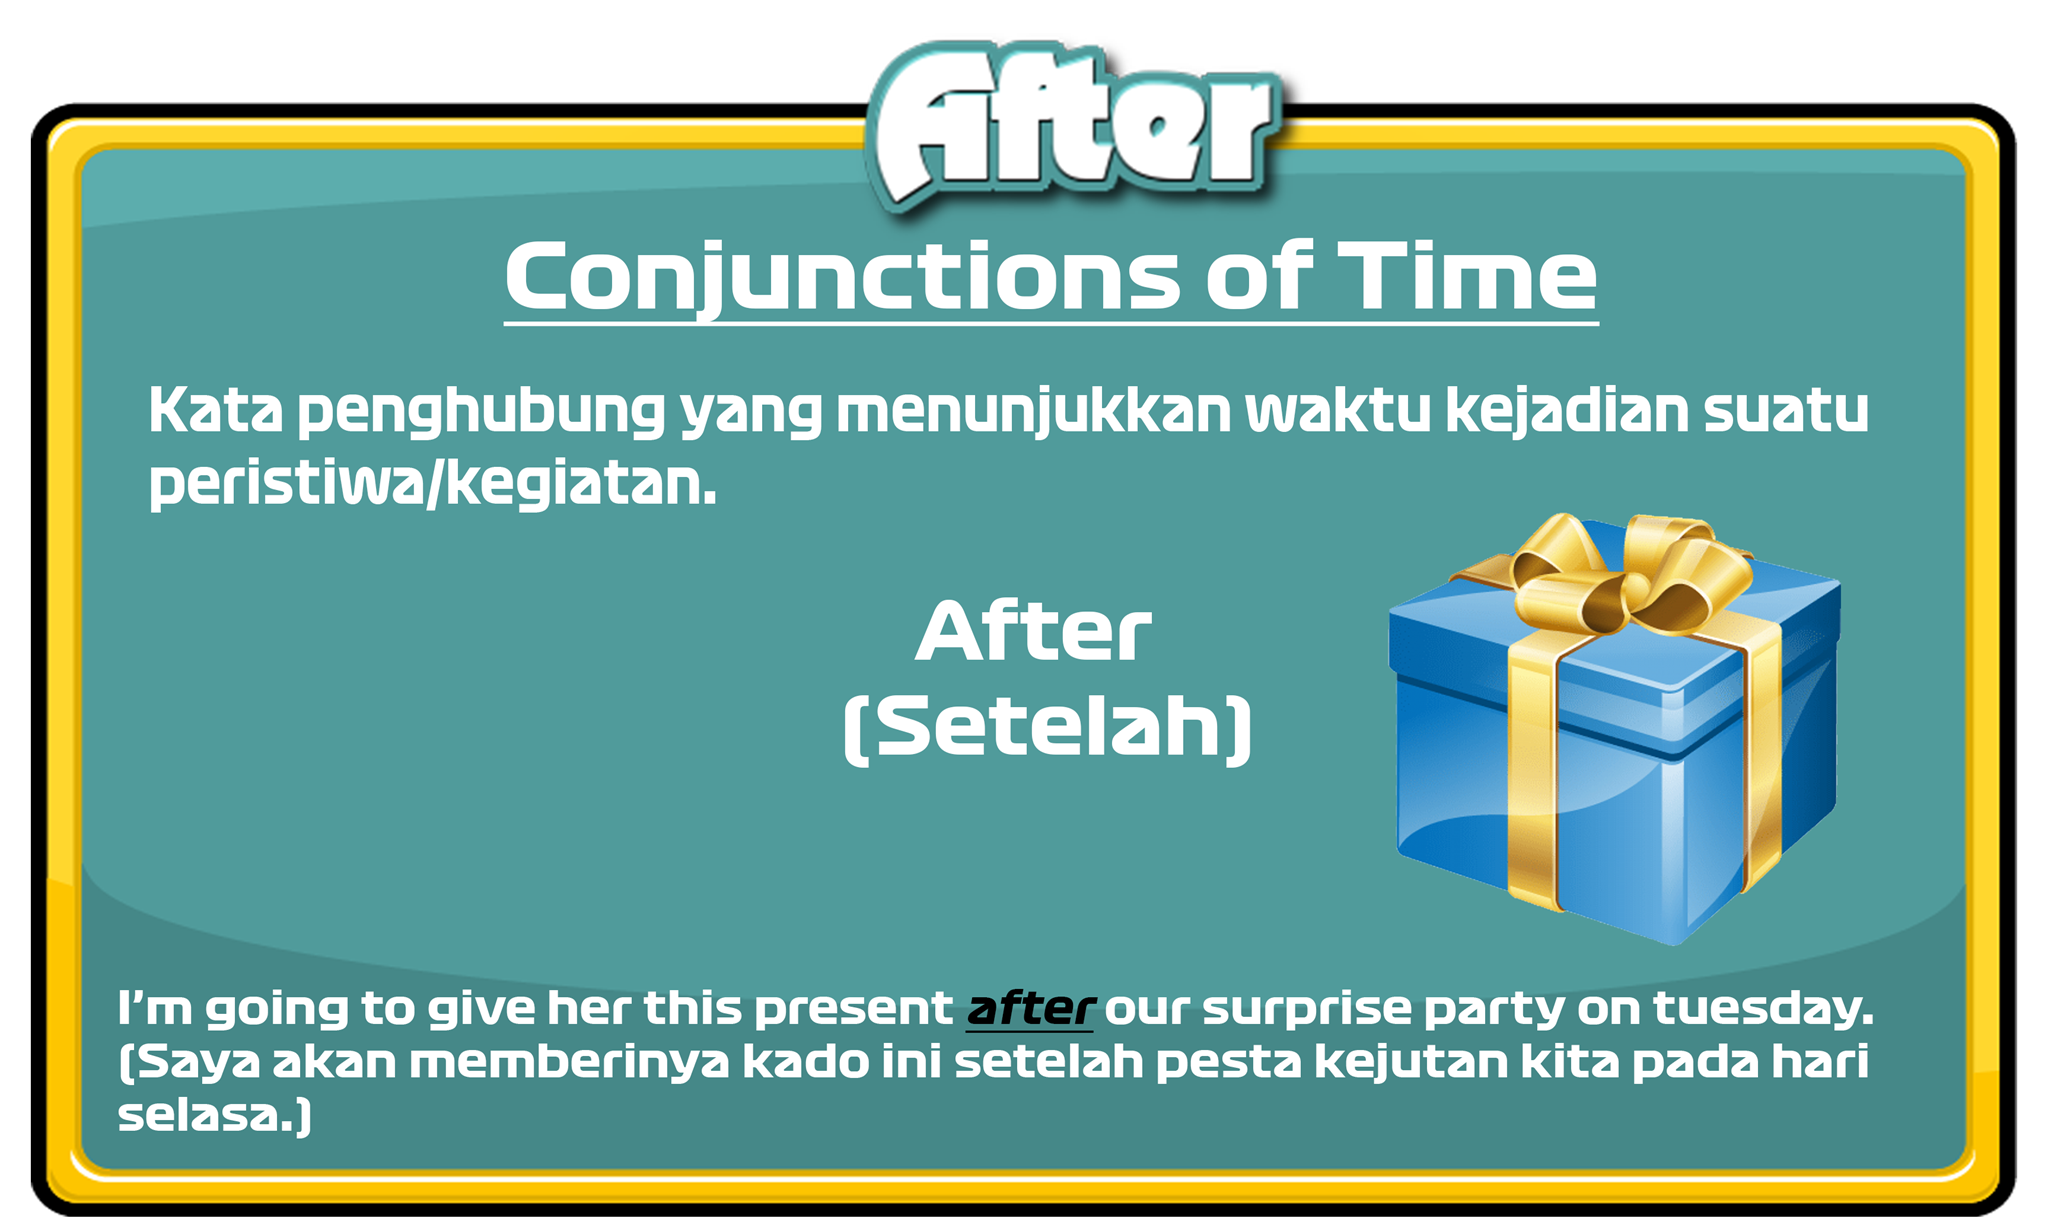 After
Conjunctions of Time
Kata penghubung yang menunjukkan waktu kejadian suatu
peristiwa/kegiatan.
After
(Setelah)
I'm going to give her this present after our surprise party on tuesday.
(Saya akan memberinya kado ini setelah pesta kejutan kita pada hari
selasa.)